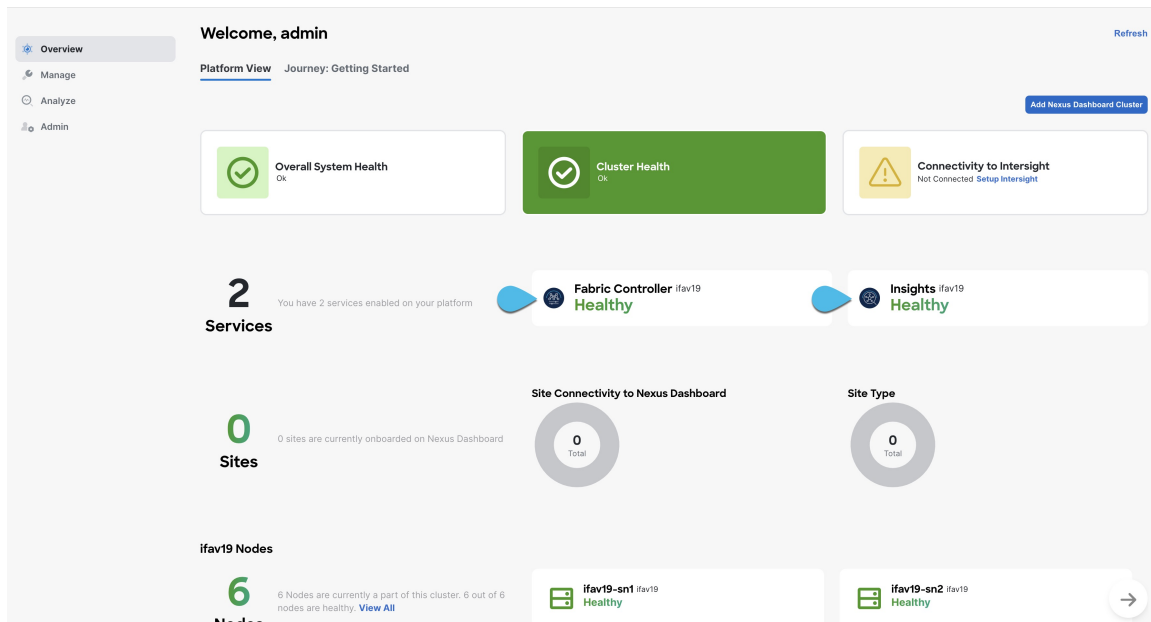 Welcome, admin
Refresh
Overview
Manage
Analyze
Admin
Platform View
Journey: Getting Started
Add Nexus Dashboard Cluster
Overall System Health
Ok
Cluster Health
Ok
Connectivity to Intersight
Not Connected Setup Intersight
2
Services
You have 2 services enabled on your platform
Fabric Controller ifav19
Healthy
Insights ifav19
Healthy
0
Sites
0 sites are currently onboarded on Nexus Dashboard
Site Connectivity to Nexus Dashboard
0
Total
Site Type
0
Total
ifav19 Nodes
6
Nodes
6 Nodes are currently a part of this cluster. 6 out of 6
nodes are healthy. View All
ifav19-sn1 ifav19
Healthy
ifav19-sn2 ifav19
Healthy